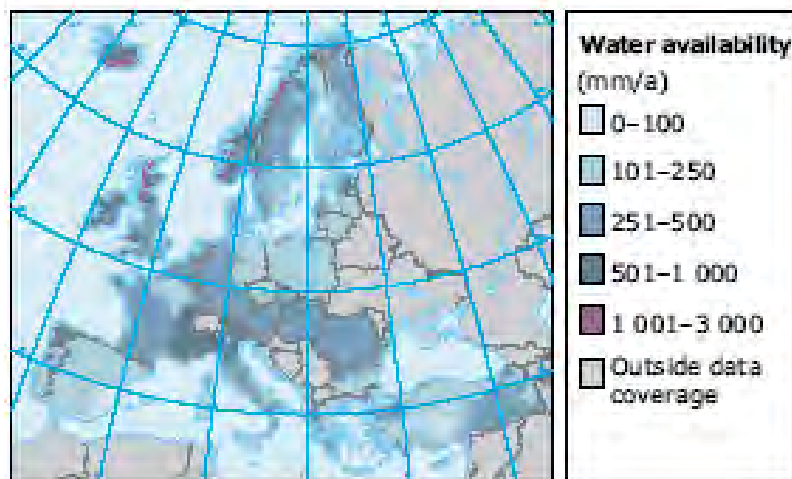 Water availability
(mm/a)
0–100
101–250
251–500
501–1 000
1 001–3 000
Outside data
coverage